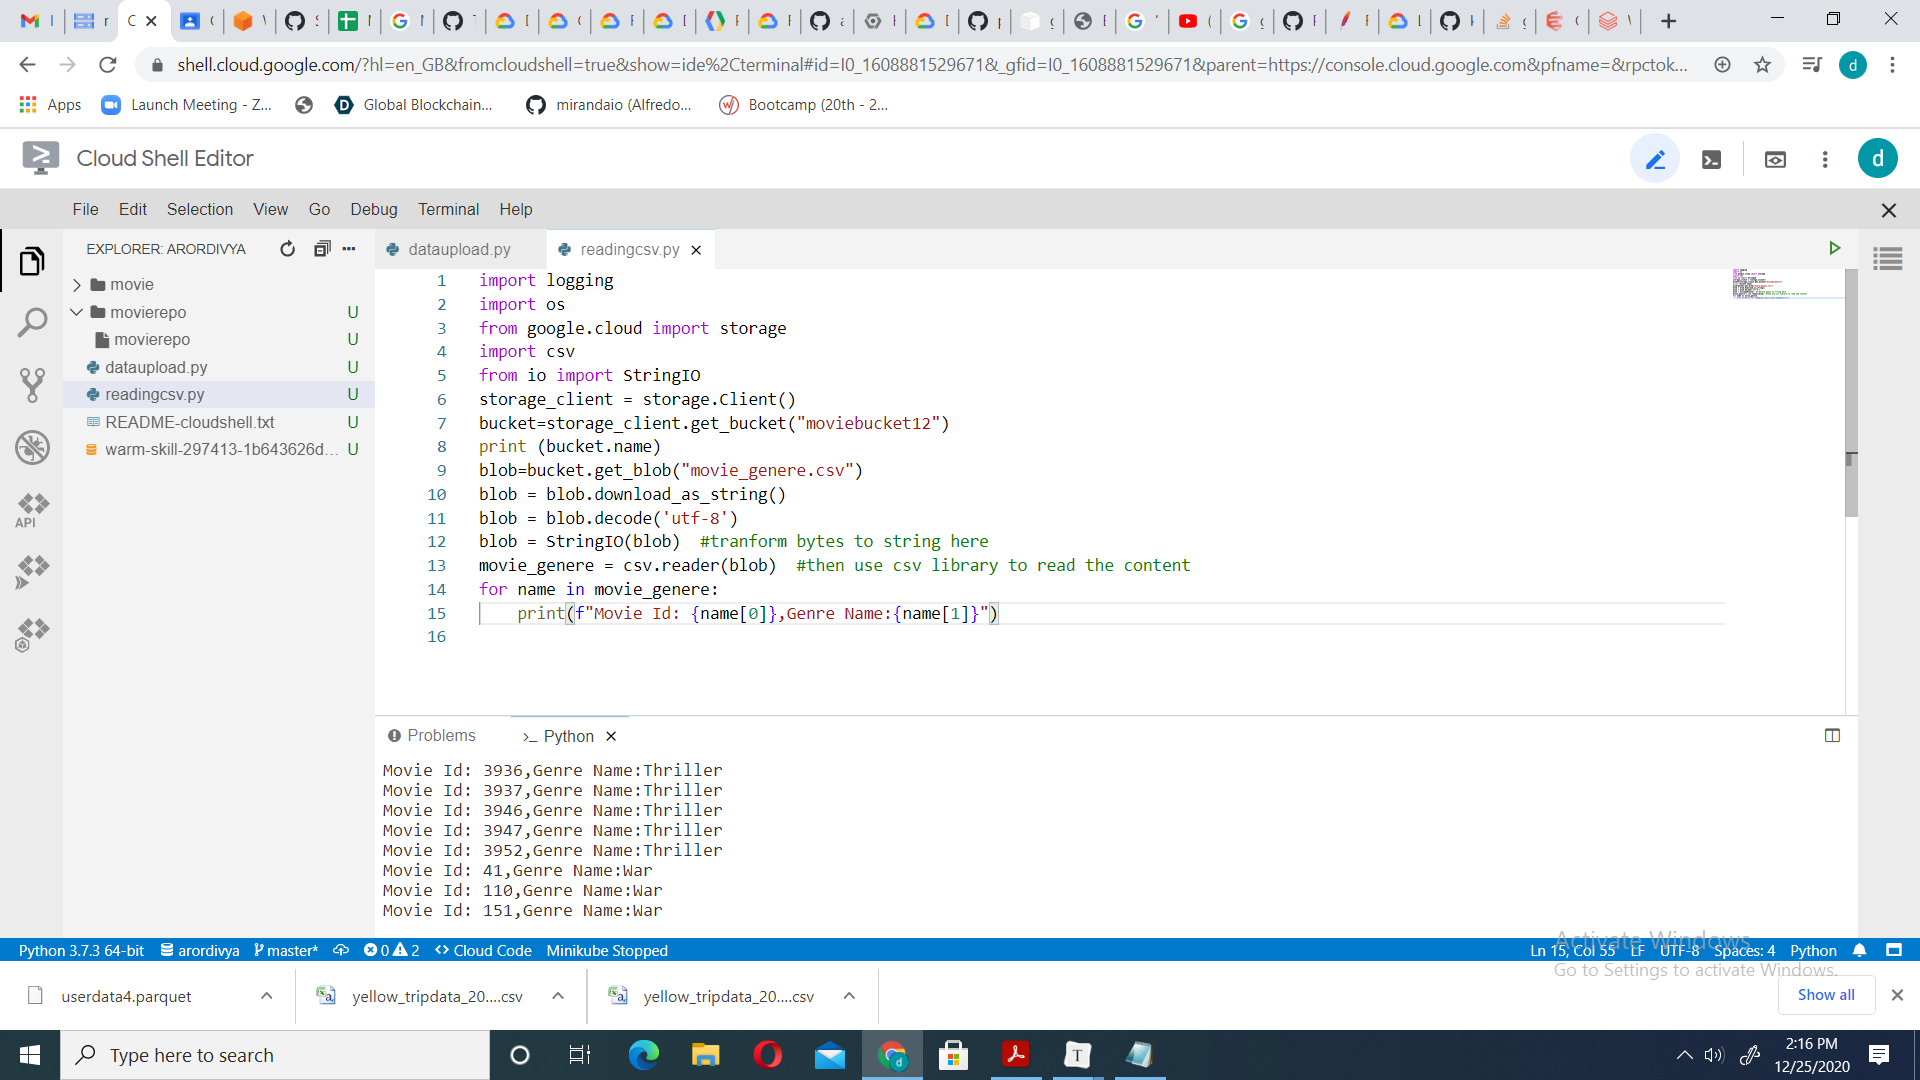 shell.cloud.google.com/?hl=en_GB&fromcloudshell=true&show=ide%2Cterminal#id=I0_1608881529671&_gfid=I0_1608881529671&parent=https://console.cloud.google.com&pfname=&rpctok...
d
Apps
Launch Meeting - Z...
Global Blockchain...
mirandaio (Alfredo...
Bootcamp (20th - 2...
Cloud Shell Editor
d
File Edit Selection View Go Debug Terminal Help
EXPLORER: ARORDIVYA
dataupload.py
readingcsv.py
movie
movierepo U
movierepo U
dataupload.py U
readingcsv.py U
README-cloudshell.txt U
warm-skill-297413-1b643626d... U
API
1 import logging
2 import os
3 from google.cloud import storage
4 import csv
5 from io import StringIO
6 storage_client = storage.Client()
7 bucket=storage_client.get_bucket("moviebucket12")
8 print (bucket.name)
9 blob=bucket.get_blob("movie_genere.csv")
10 blob = blob.download_as_string()
11 blob = blob.decode('utf-8')
12 blob = StringIO(blob)  #tranform bytes to string here
13 movie_genere = csv.reader(blob)  #then use csv library to read the content
14 for name in movie_genere:
15     print(f"Movie Id: {name[0]},Genre Name:{name[1]}")
16
Problems
>_ Python
Movie Id: 3936,Genre Name:Thriller
Movie Id: 3937,Genre Name:Thriller
Movie Id: 3946,Genre Name:Thriller
Movie Id: 3947,Genre Name:Thriller
Movie Id: 3952,Genre Name:Thriller
Movie Id: 41,Genre Name:War
Movie Id: 110,Genre Name:War
Movie Id: 151,Genre Name:War
Python 3.7.3 64-bit arordivya master* 0 2 Cloud Code Minikube Stopped
Ln 15, Col 55 LF UTF-8 Spaces: 4 Python
Activate Windows
Go to Settings to activate Windows.
userdata4.parquet
yellow_tripdata_20....csv
yellow_tripdata_20....csv
Show all
Type here to search
2:16 PM
12/25/2020